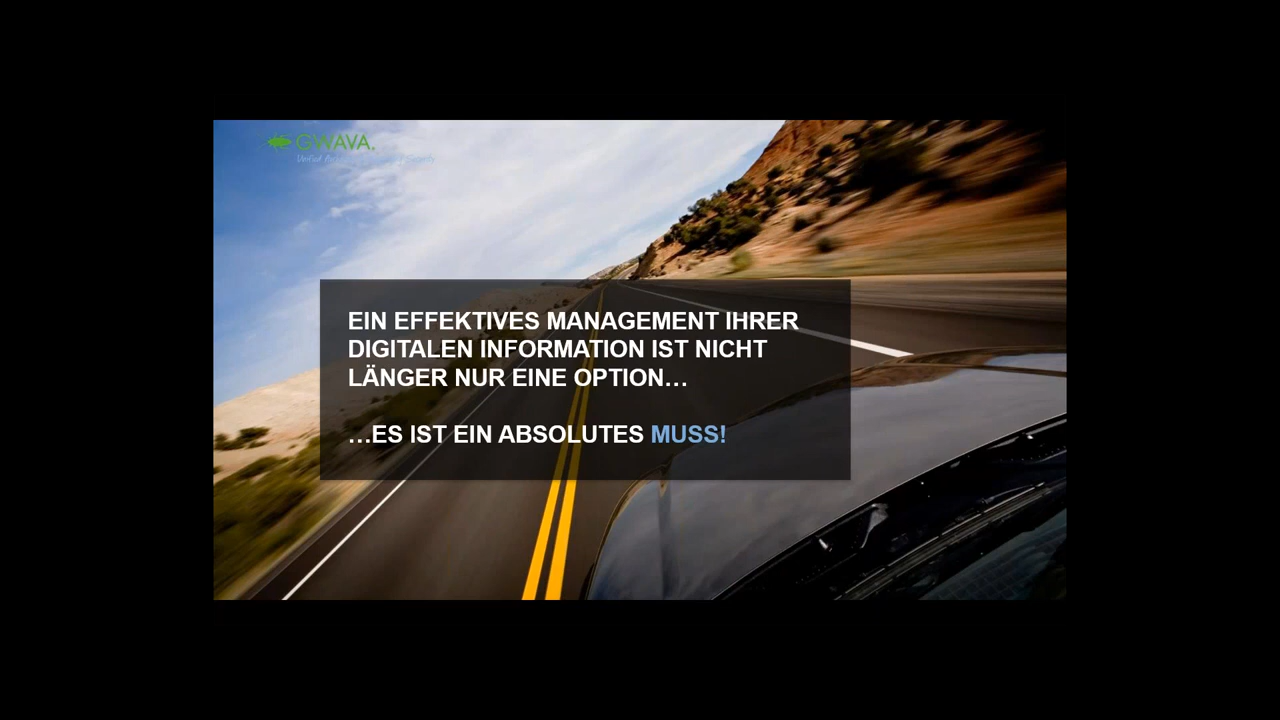 GWAVA.
EIN EFFEKTIVES MANAGEMENT IHRER
DIGITALEN INFORMATION IST NICHT
LÄNGER NUR EINE OPTION…
…ES IST EIN ABSOLUTES MUSS!